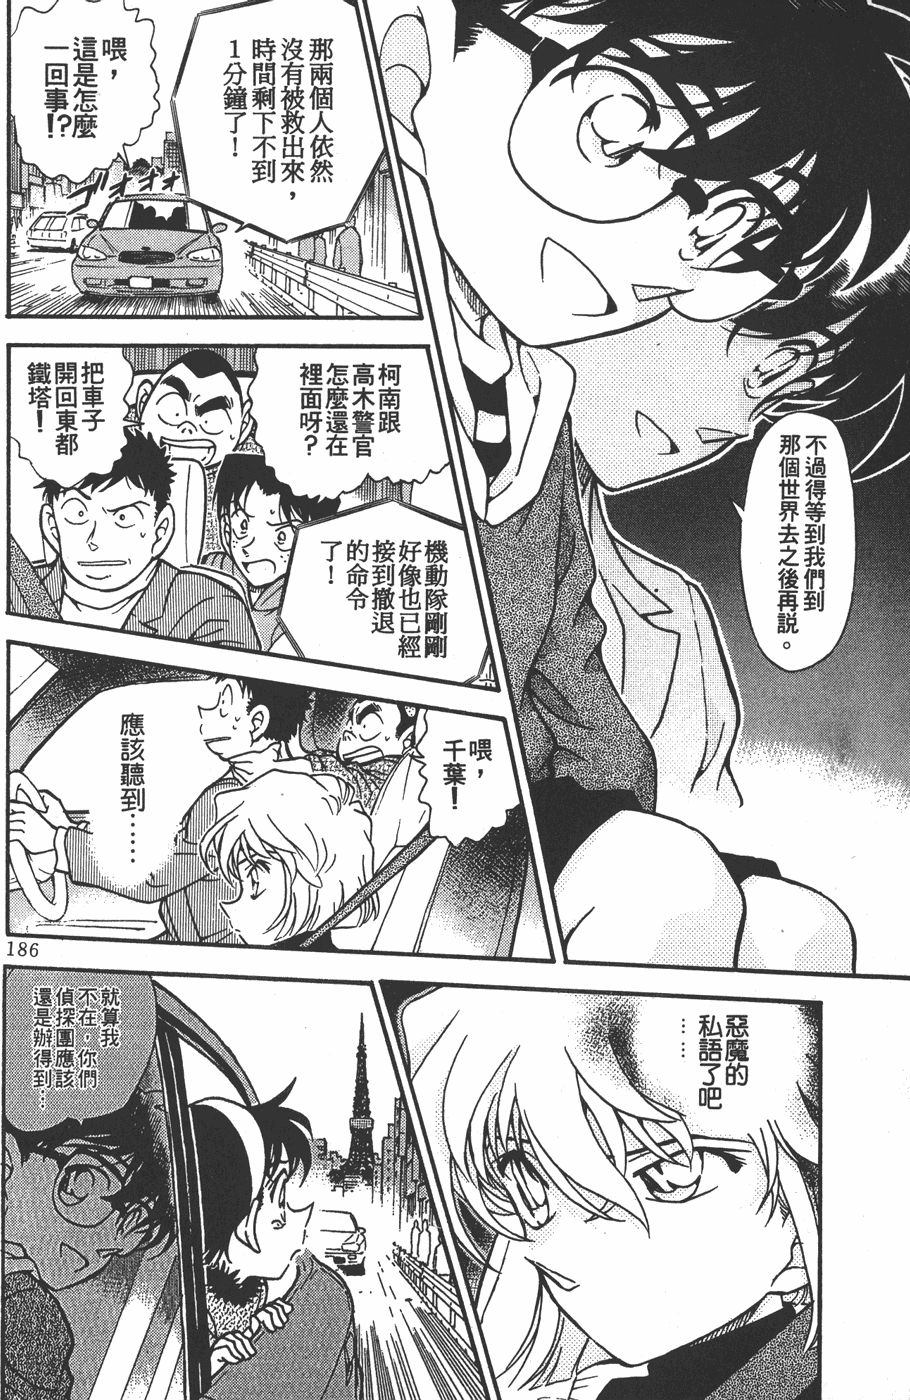 不過得等到我們到
那個世界去之後再說。
那兩個人依然
沒有被救出來，
時間剩下不到
1分鐘了！
喂，
這是怎麼
一回事！？
柯南跟
高木警官
怎麼還在
裡面呀？
把車子
開回東都
鐵塔！
機動隊剛剛
好像也已經
接到撤退
的命令
了！
喂，
千葉！
應該聽
到……
惡魔的
私語了吧
……
就算我
不在，你們
偵探團應該
還是辦得到…
186